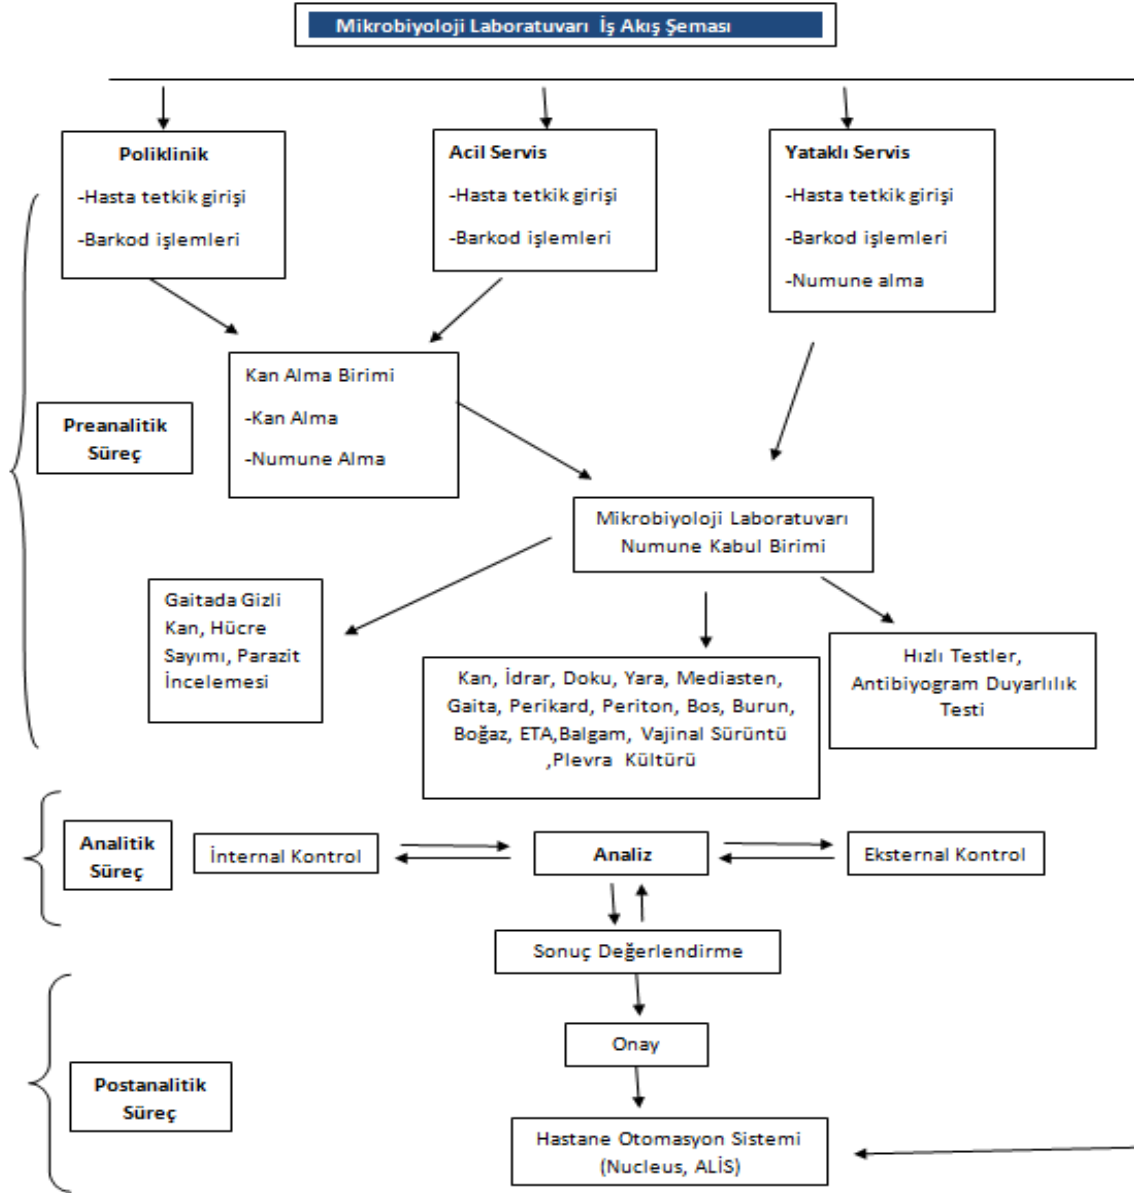 Mikrobiyoloji Laboratuvarı İş Akış Şeması
Poliklinik
-Hasta tetkik girişi
-Barkod işlemleri
Acil Servis
-Hasta tetkik girişi
-Barkod işlemleri
Yataklı Servis
-Hasta tetkik girişi
-Barkod işlemleri
-Numune alma
Kan Alma Birimi
-Kan Alma
-Numune Alma
Preanalitik
Süreç
Mikrobiyoloji Laboratuvarı
Numune Kabul Birimi
Gaitada Gizli
Kan, Hücre
Sayımı, Parazit
İncelemesi
Kan, İdrar, Doku, Yara, Mediasten,
Gaita, Perikard, Periton, Bos, Burun,
Boğaz, ETA,Balgam, Vajinal Sürüntü
,Plevra Kültürü
Hızlı Testler,
Antibiyogram Duyarlılık
Testi
Analitik
Süreç
İnternal Kontrol
Analiz
Eksternal Kontrol
Sonuç Değerlendirme
Onay
Postanalitik
Süreç
Hastane Otomasyon Sistemi
(Nucleus, ALİS)